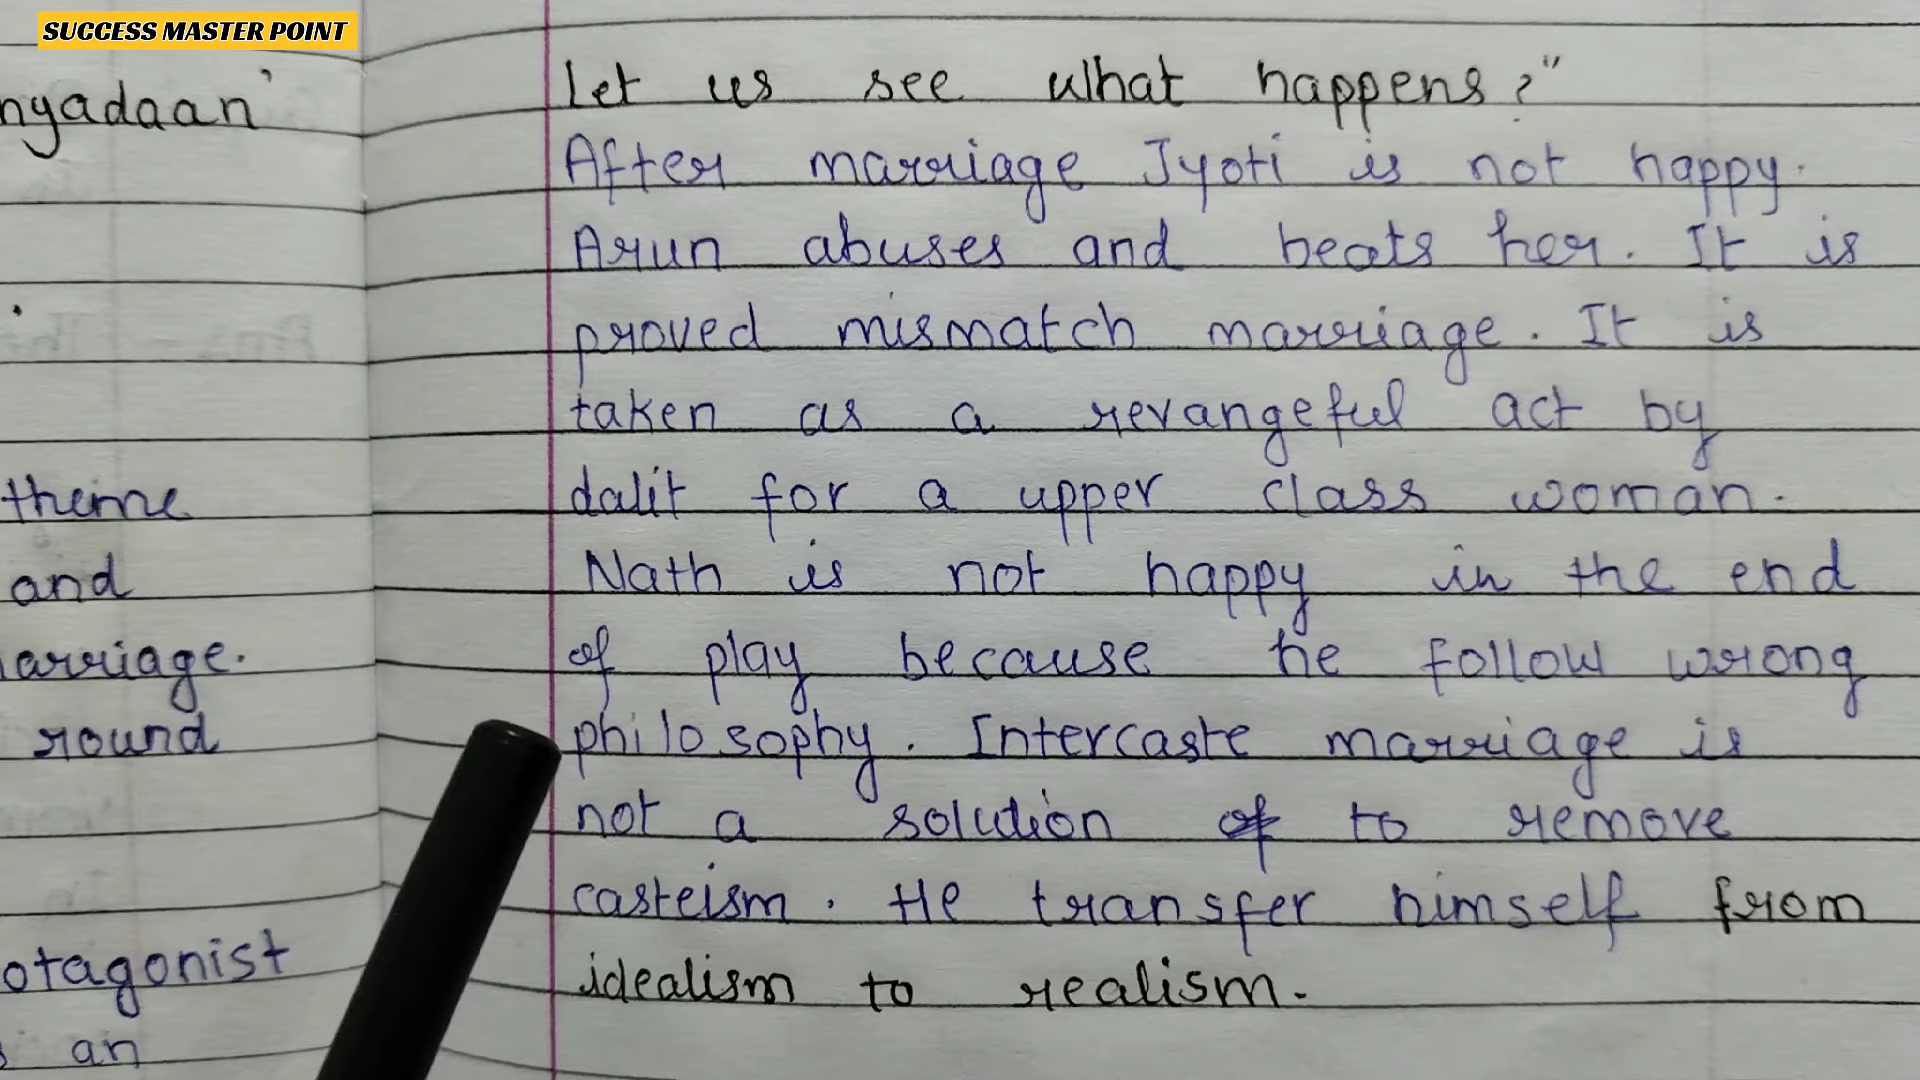 SUCCESS MASTER POINT
nyadaan'
theme
and
arriage.
round
otagonist
an
Let us see what happens?"
After marriage Jyoti is not happy.
Arun abuses and beats her. It is
proved mismatch marriage. It is
taken as a revangeful act by
dalit for a upper class woman.
Nath is not happy in the end
of play because he follow wrong
philosophy. Intercaste marriage is
not a solution of to remove
casteism. He transfer himself from
idealism to realism.